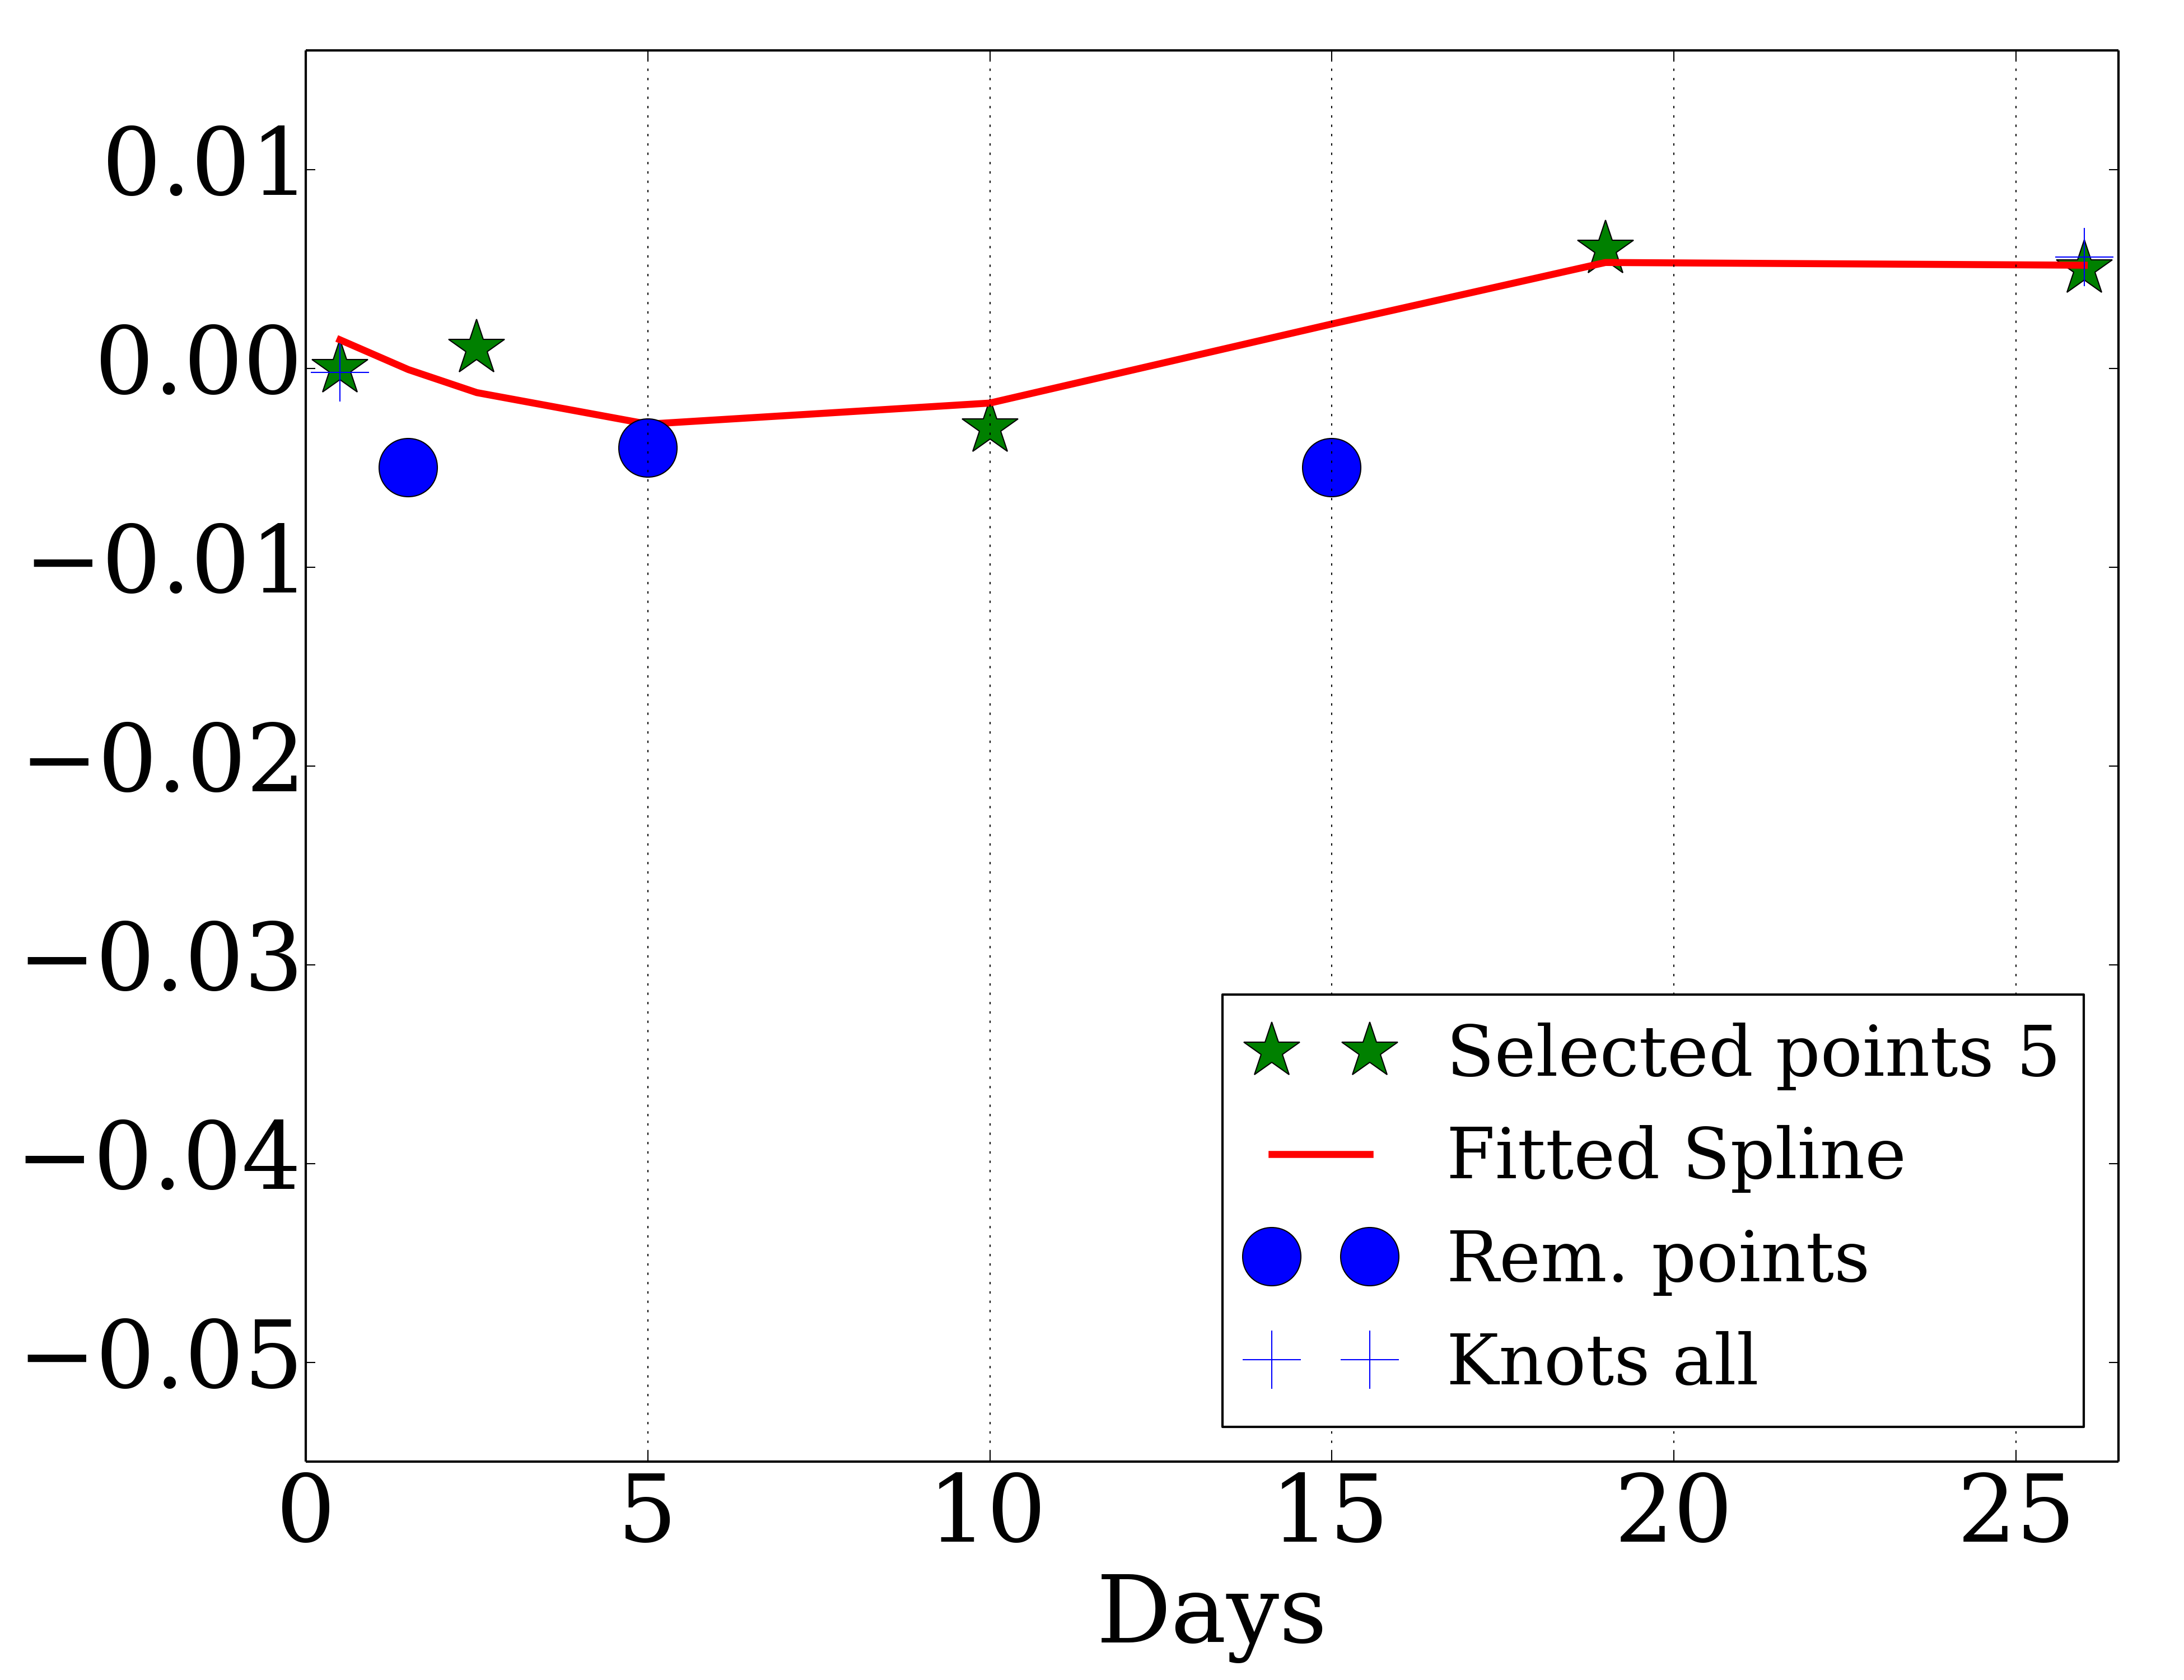 0.01
0.00
−0.01
−0.02
−0.03
−0.04
−0.05
Selected points 5
Fitted Spline
Rem. points
Knots all
0 5 10 15 20 25
Days